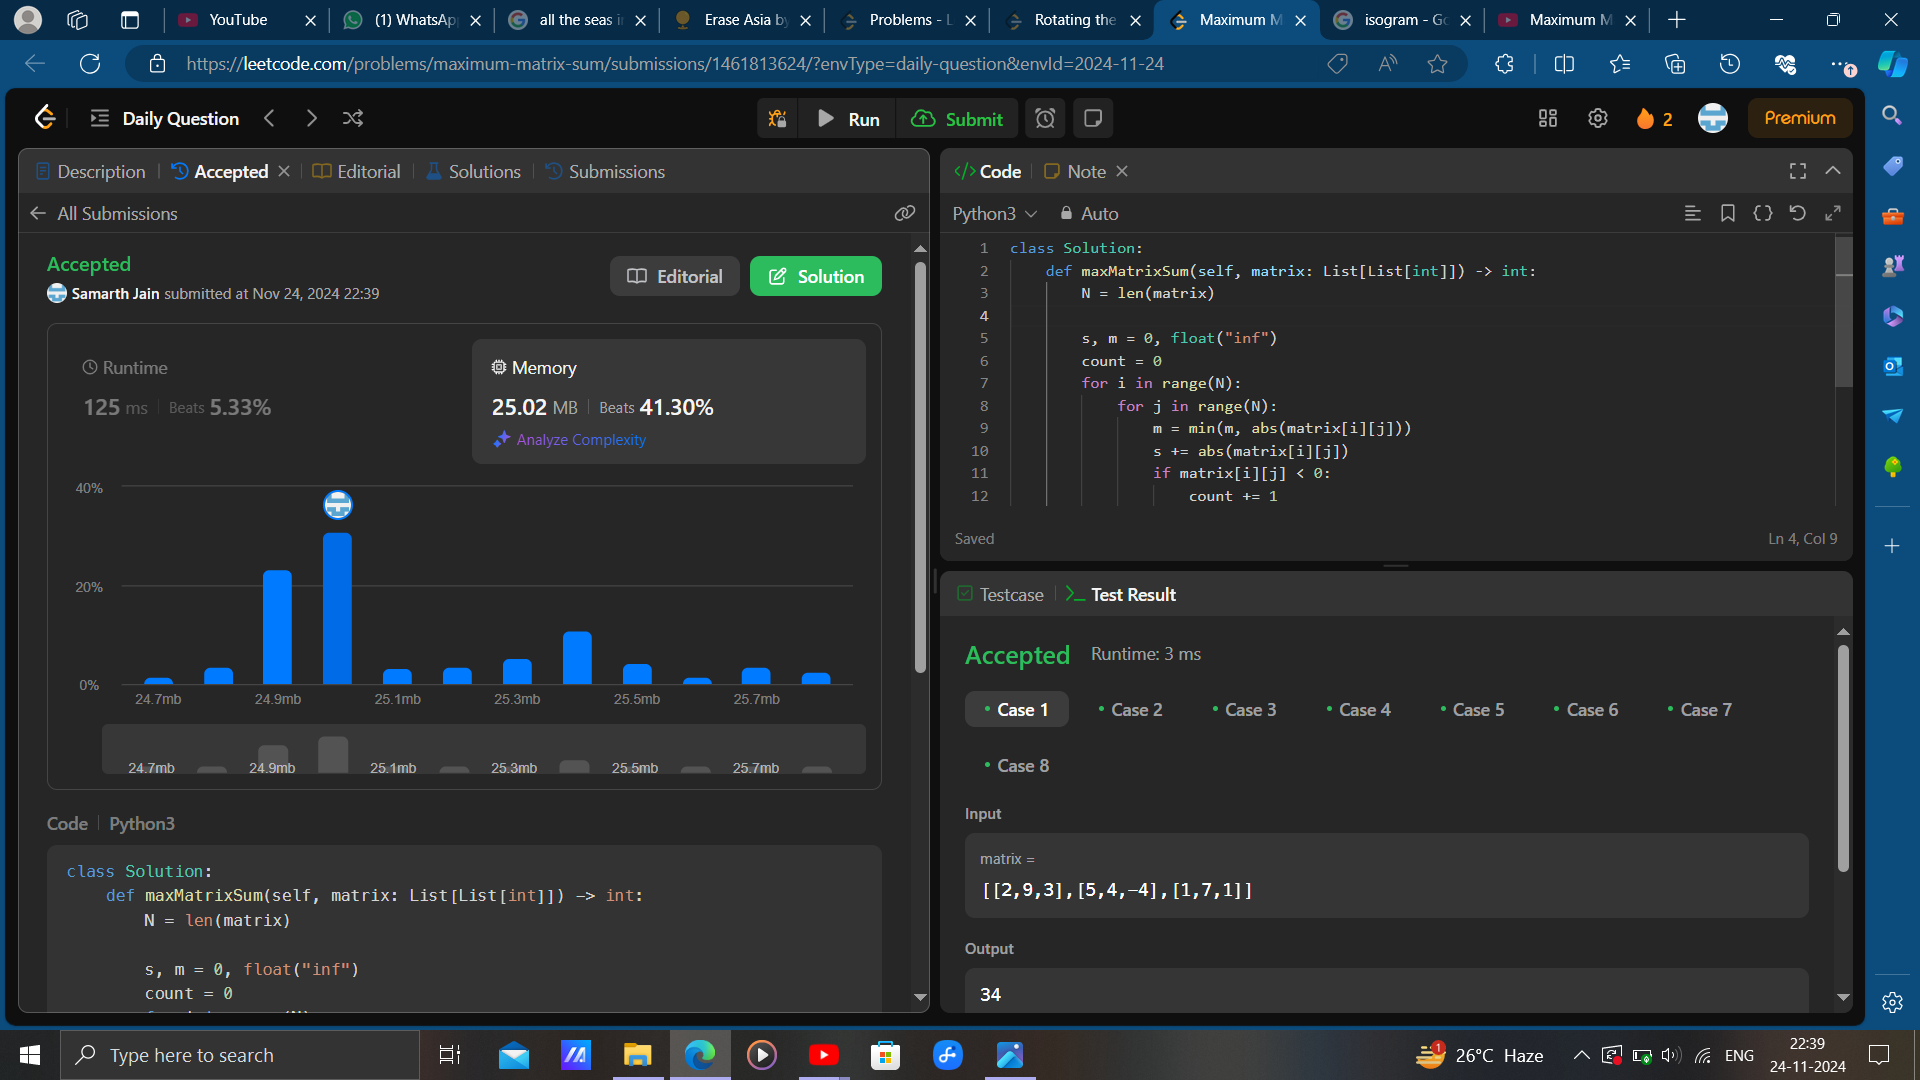 YouTube
(1) WhatsAp
all the seas i
Erase Asia b
Problems - L
Rotating the
Maximum M
isogram - Go
Maximum M
https://leetcode.com/problems/maximum-matrix-sum/submissions/1461813624/?envType=daily-question&envId=2024-11-24
Daily Question
Run
Submit
2
Premium
Description
Accepted
Editorial
Solutions
Submissions
All Submissions
Accepted
Samarth Jain submitted at Nov 24, 2024 22:39
Editorial
Solution
Runtime
125 ms
Beats 5.33%
Memory
25.02 MB
Beats 41.30%
Analyze Complexity
40%
20%
0%
24.7mb 24.9mb 25.1mb 25.3mb 25.5mb 25.7mb
24.7mb 24.9mb 25.1mb 25.3mb 25.5mb 25.7mb
Code | Python3
class Solution:
    def maxMatrixSum(self, matrix: List[List[int]]) -> int:
        N = len(matrix)
        s, m = 0, float("inf")
        count = 0
Code
Note
Python3
Auto
1 class Solution:
2     def maxMatrixSum(self, matrix: List[List[int]]) -> int:
3         N = len(matrix)
4
5         s, m = 0, float("inf")
6         count = 0
7         for i in range(N):
8             for j in range(N):
9                 m = min(m, abs(matrix[i][j]))
10                 s += abs(matrix[i][j])
11                 if matrix[i][j] < 0:
12                     count += 1
Saved
Ln 4, Col 9
Testcase
Test Result
Accepted
Runtime: 3 ms
Case 1
Case 2
Case 3
Case 4
Case 5
Case 6
Case 7
Case 8
Input
matrix =
[[2,9,3],[5,4,−4],[1,7,1]]
Output
34
Type here to search
1
26°C Haze
ENG
22:39
24-11-2024